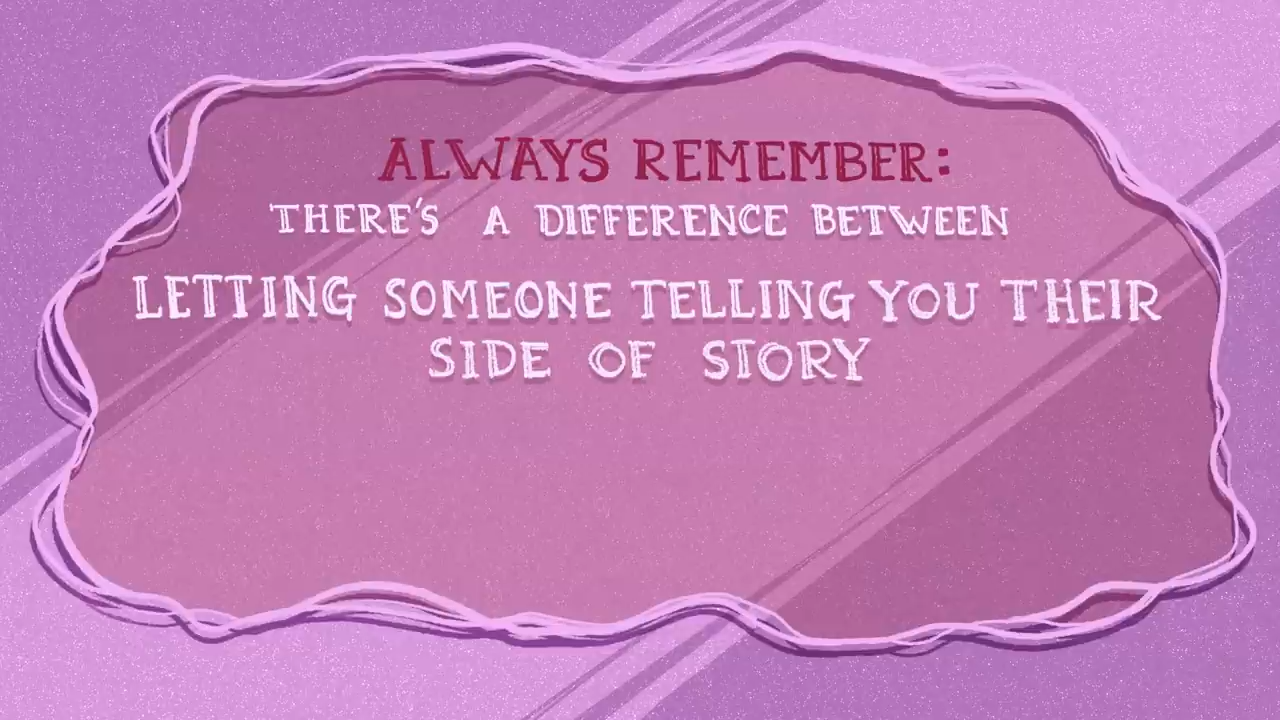 ALWAYS REMEMBER:
THERE'S A DIFFERENCE BETWEEN
LETTING SOMEONE TELLING YOU THEIR
SIDE OF STORY